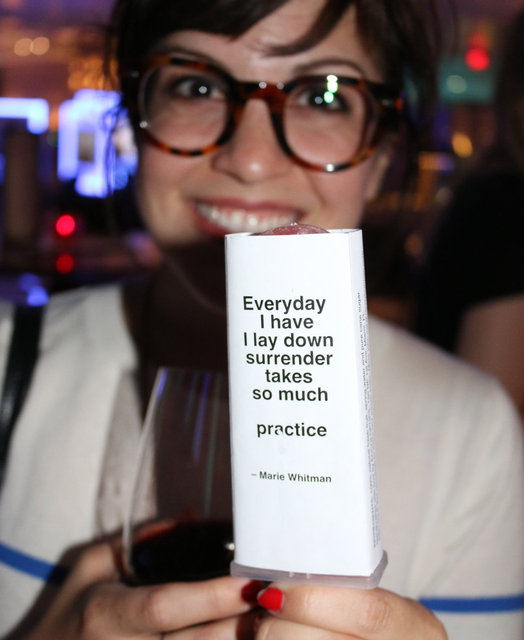 Everyday
I have
I lay down
surrender
takes
so much
practice
– Marie Whitman